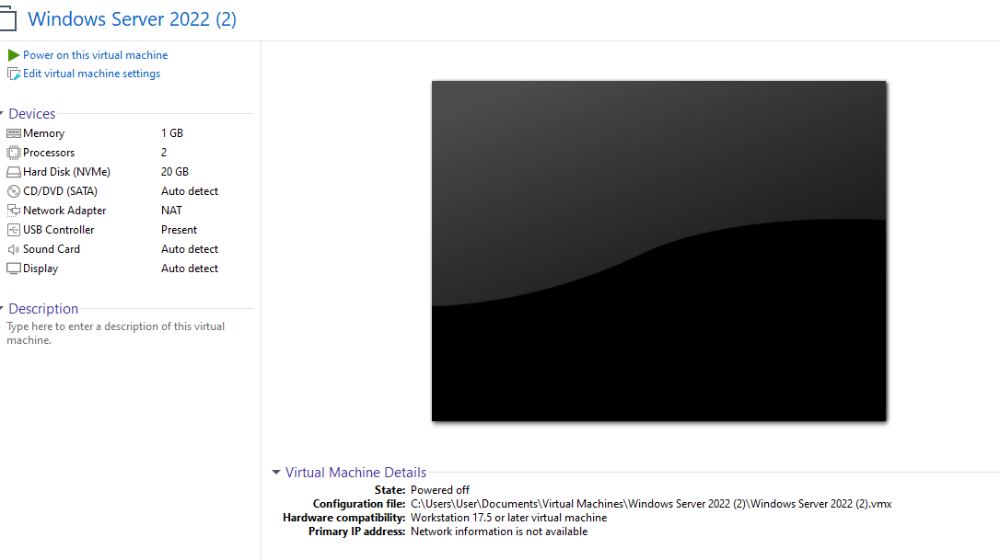 Windows Server 2022 (2)
Power on this virtual machine
Edit virtual machine settings
Devices
Memory 1 GB
Processors 2
Hard Disk (NVMe) 20 GB
CD/DVD (SATA) Auto detect
Network Adapter NAT
USB Controller Present
Sound Card Auto detect
Display Auto detect
Description
Type here to enter a description of this virtual
machine.
Virtual Machine Details
State: Powered off
Configuration file: C:\Users\User\Documents\Virtual Machines\Windows Server 2022 (2)\Windows Server 2022 (2).vmx
Hardware compatibility: Workstation 17.5 or later virtual machine
Primary IP address: Network information is not available